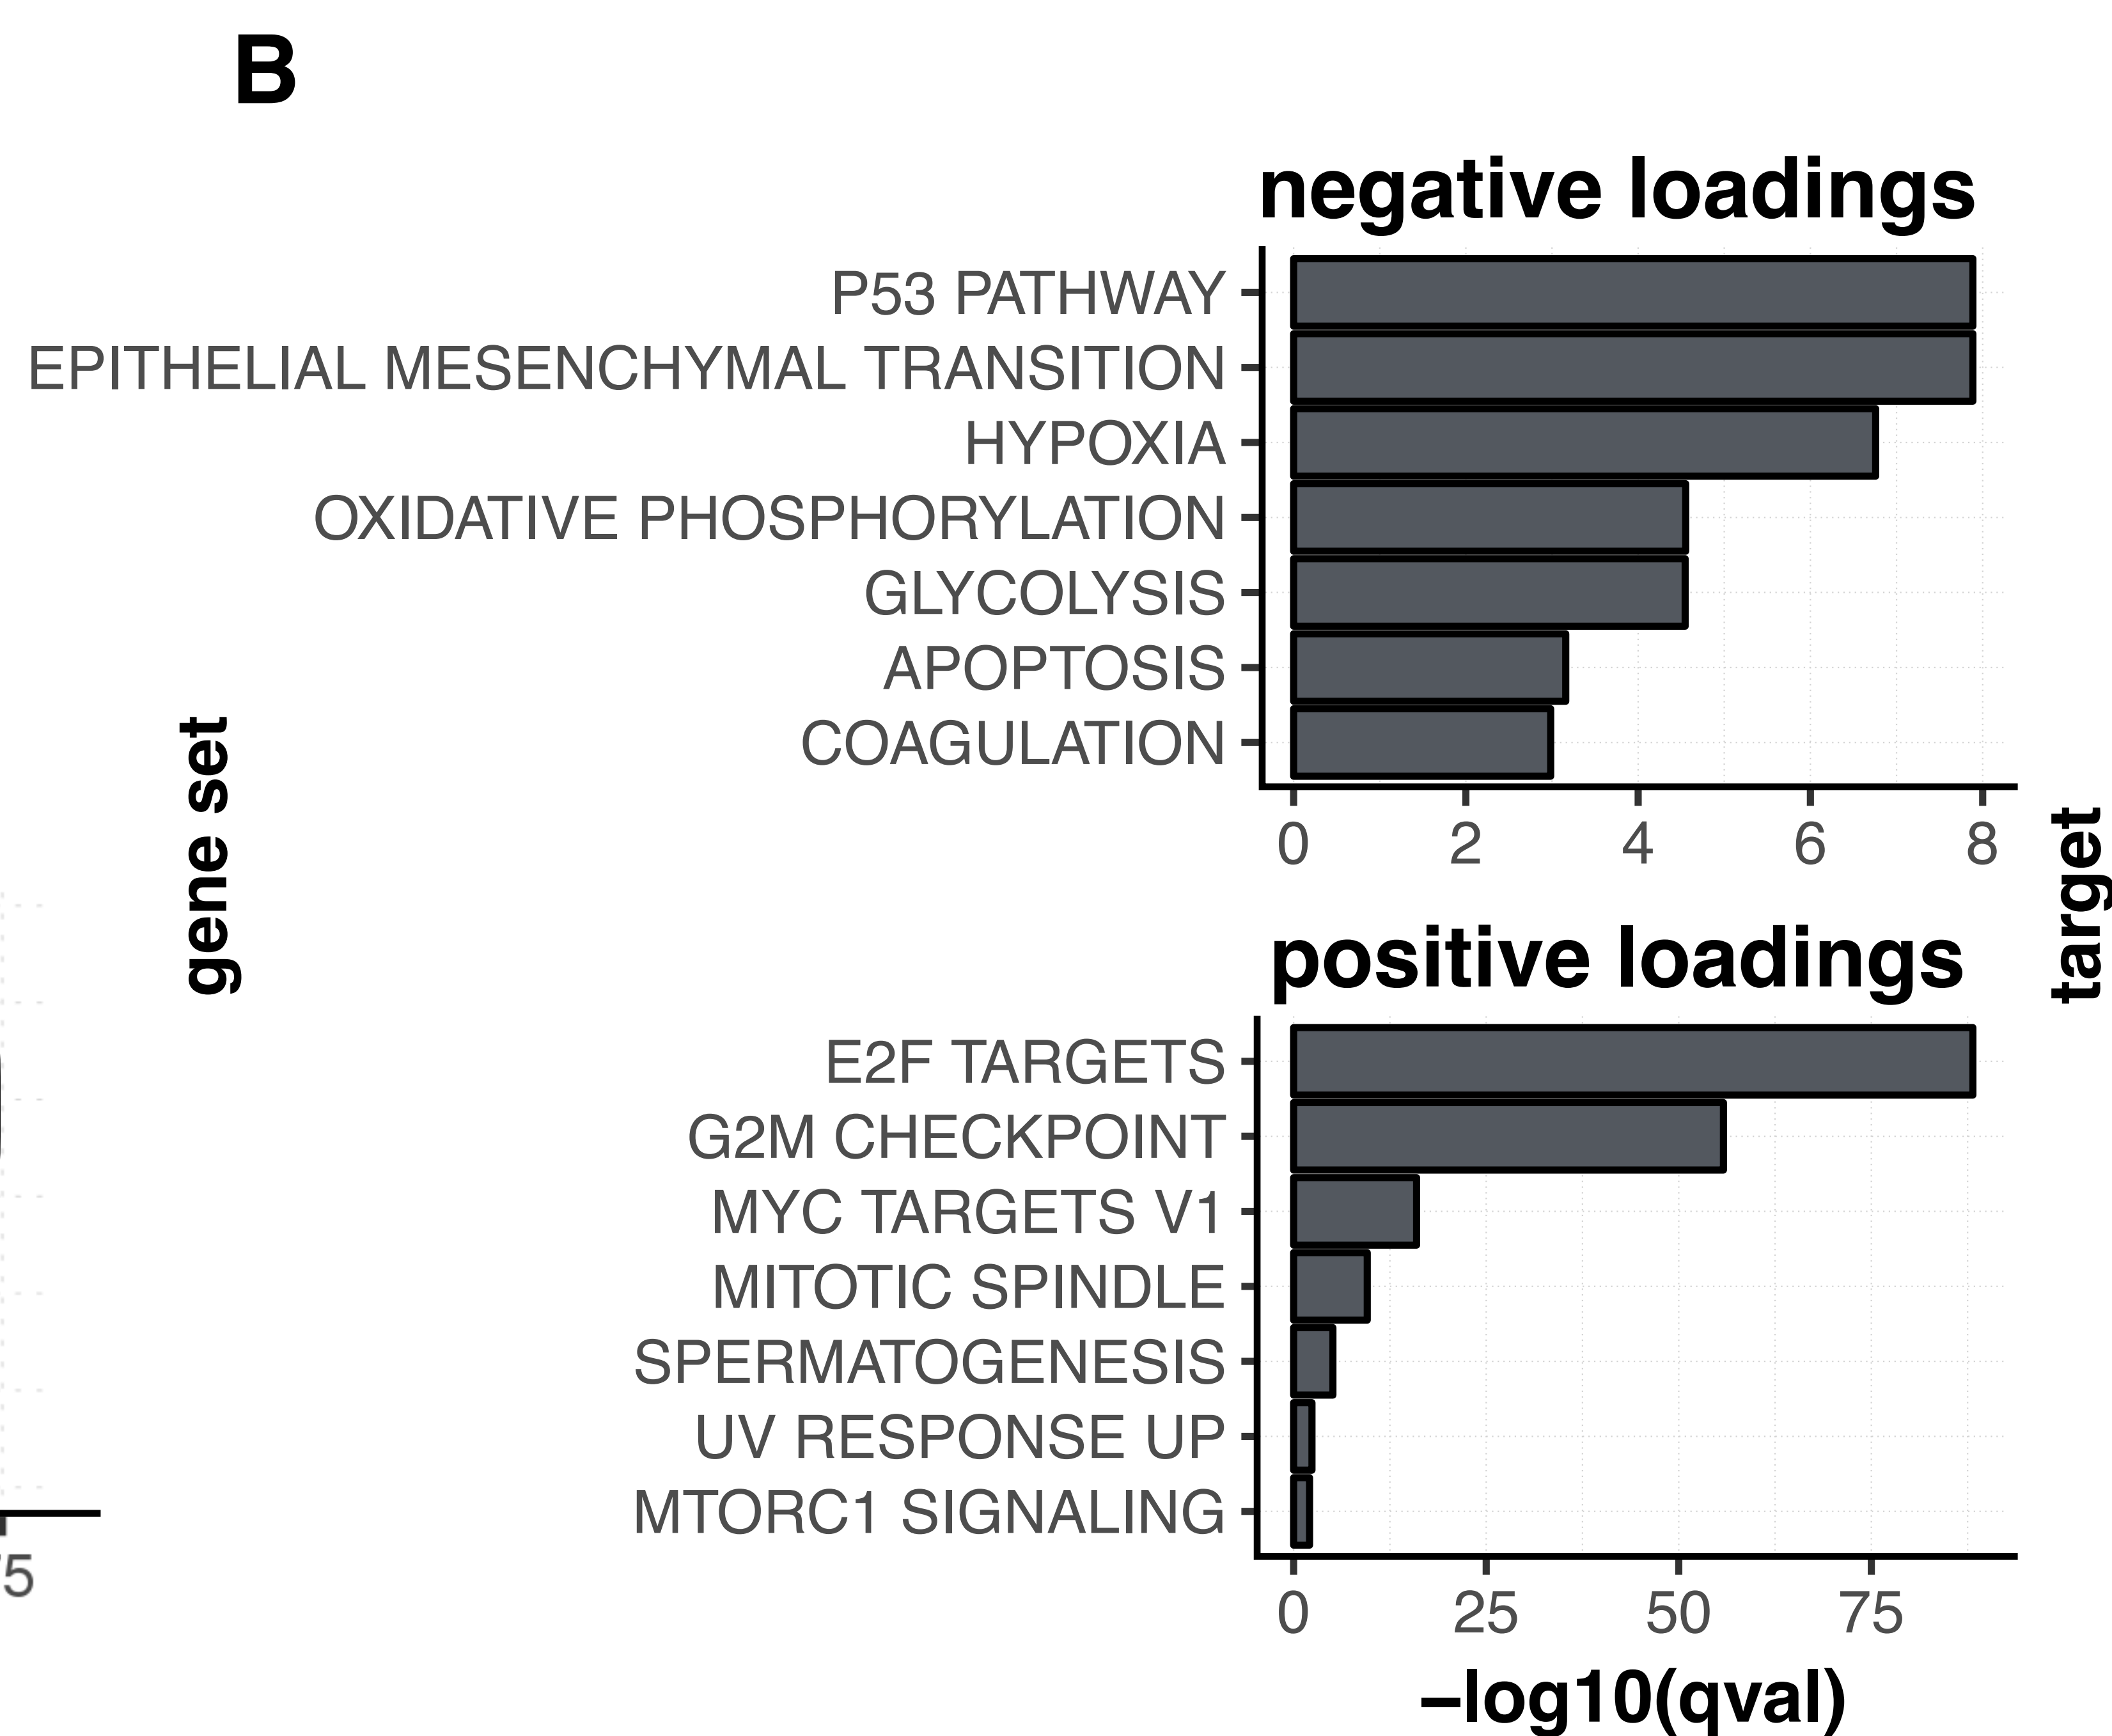 B
negative loadings
P53 PATHWAY
EPITHELIAL MESENCHYMAL TRANSITION
HYPOXIA
OXIDATIVE PHOSPHORYLATION
GLYCOLYSIS
APOPTOSIS
COAGULATION
0 2 4 6 8
gene set
target
positive loadings
E2F TARGETS
G2M CHECKPOINT
MYC TARGETS V1
MITOTIC SPINDLE
SPERMATOGENESIS
UV RESPONSE UP
MTORC1 SIGNALING
0 25 50 75
−log10(qval)
5